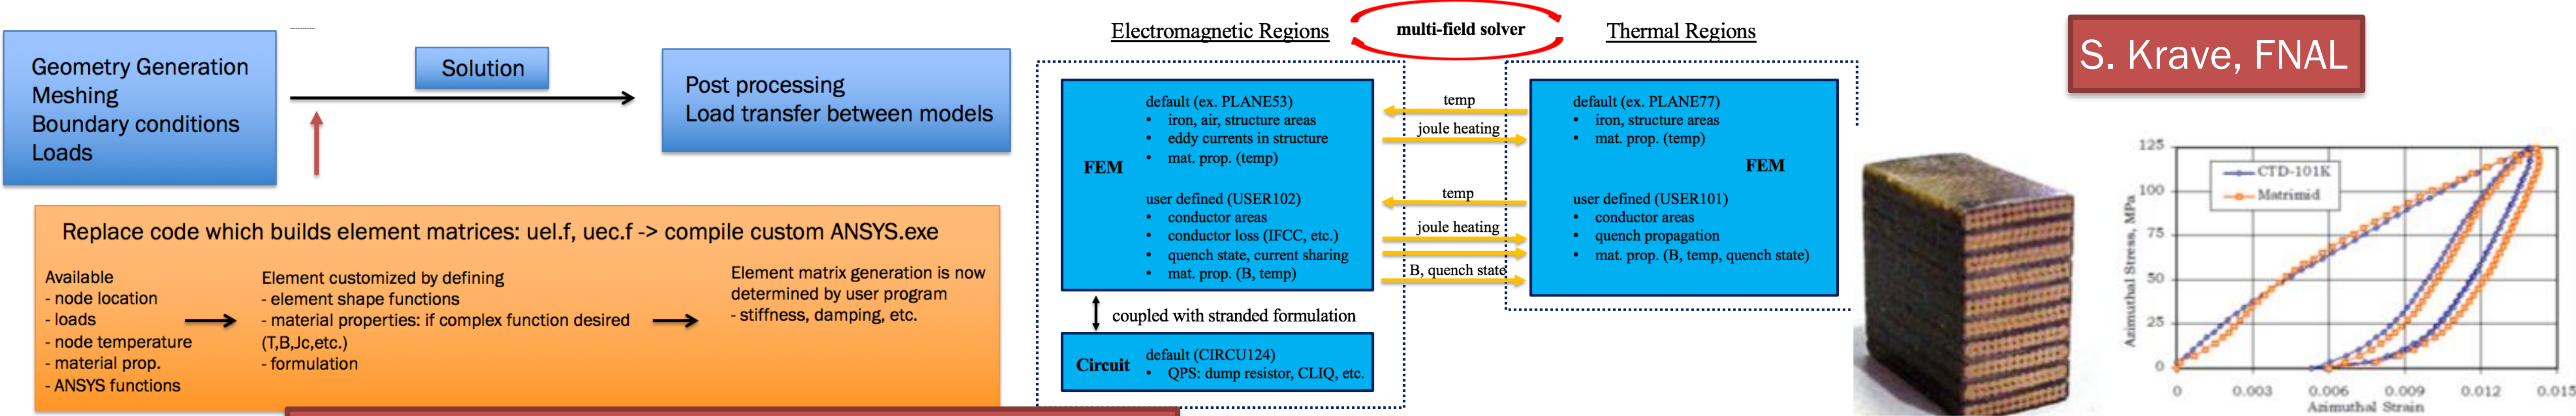 Geometry Generation
Meshing
Boundary conditions
Loads
Solution
Post processing
Load transfer between models
Replace code which builds element matrices: uel.f, uec.f -> compile custom ANSYS.exe
Available
- node location
- loads
- node temperature
- material prop.
- ANSYS functions
Element customized by defining
- element shape functions
- material properties: if complex function desired
(T,B,Jc,etc.)
- formulation
Element matrix generation is now
determined by user program
- stiffness, damping, etc.
Electromagnetic Regions
multi-field solver
Thermal Regions
FEM
default (ex. PLANE53)
• iron, air, structure areas
• eddy currents in structure
• mat. prop. (temp)
user defined (USER102)
• conductor areas
• conductor loss (IFCC, etc.)
• quench state, current sharing
• mat. prop. (B, temp)
temp
joule heating
temp
joule heating
B, quench state
default (ex. PLANE77)
• iron, structure areas
• mat. prop. (temp)
FEM
user defined (USER101)
• conductor areas
• quench propagation
• mat. prop. (B, temp, quench state)
coupled with stranded formulation
Circuit
default (CIRCU124)
• QPS: dump resistor, CLIQ, etc.
S. Krave, FNAL
Azimuthal Stress, MPa
125
100
75
50
25
0
CTD-101K
Matrimid
0 0.003 0.006 0.009 0.012 0.015
Azimuthal Strain